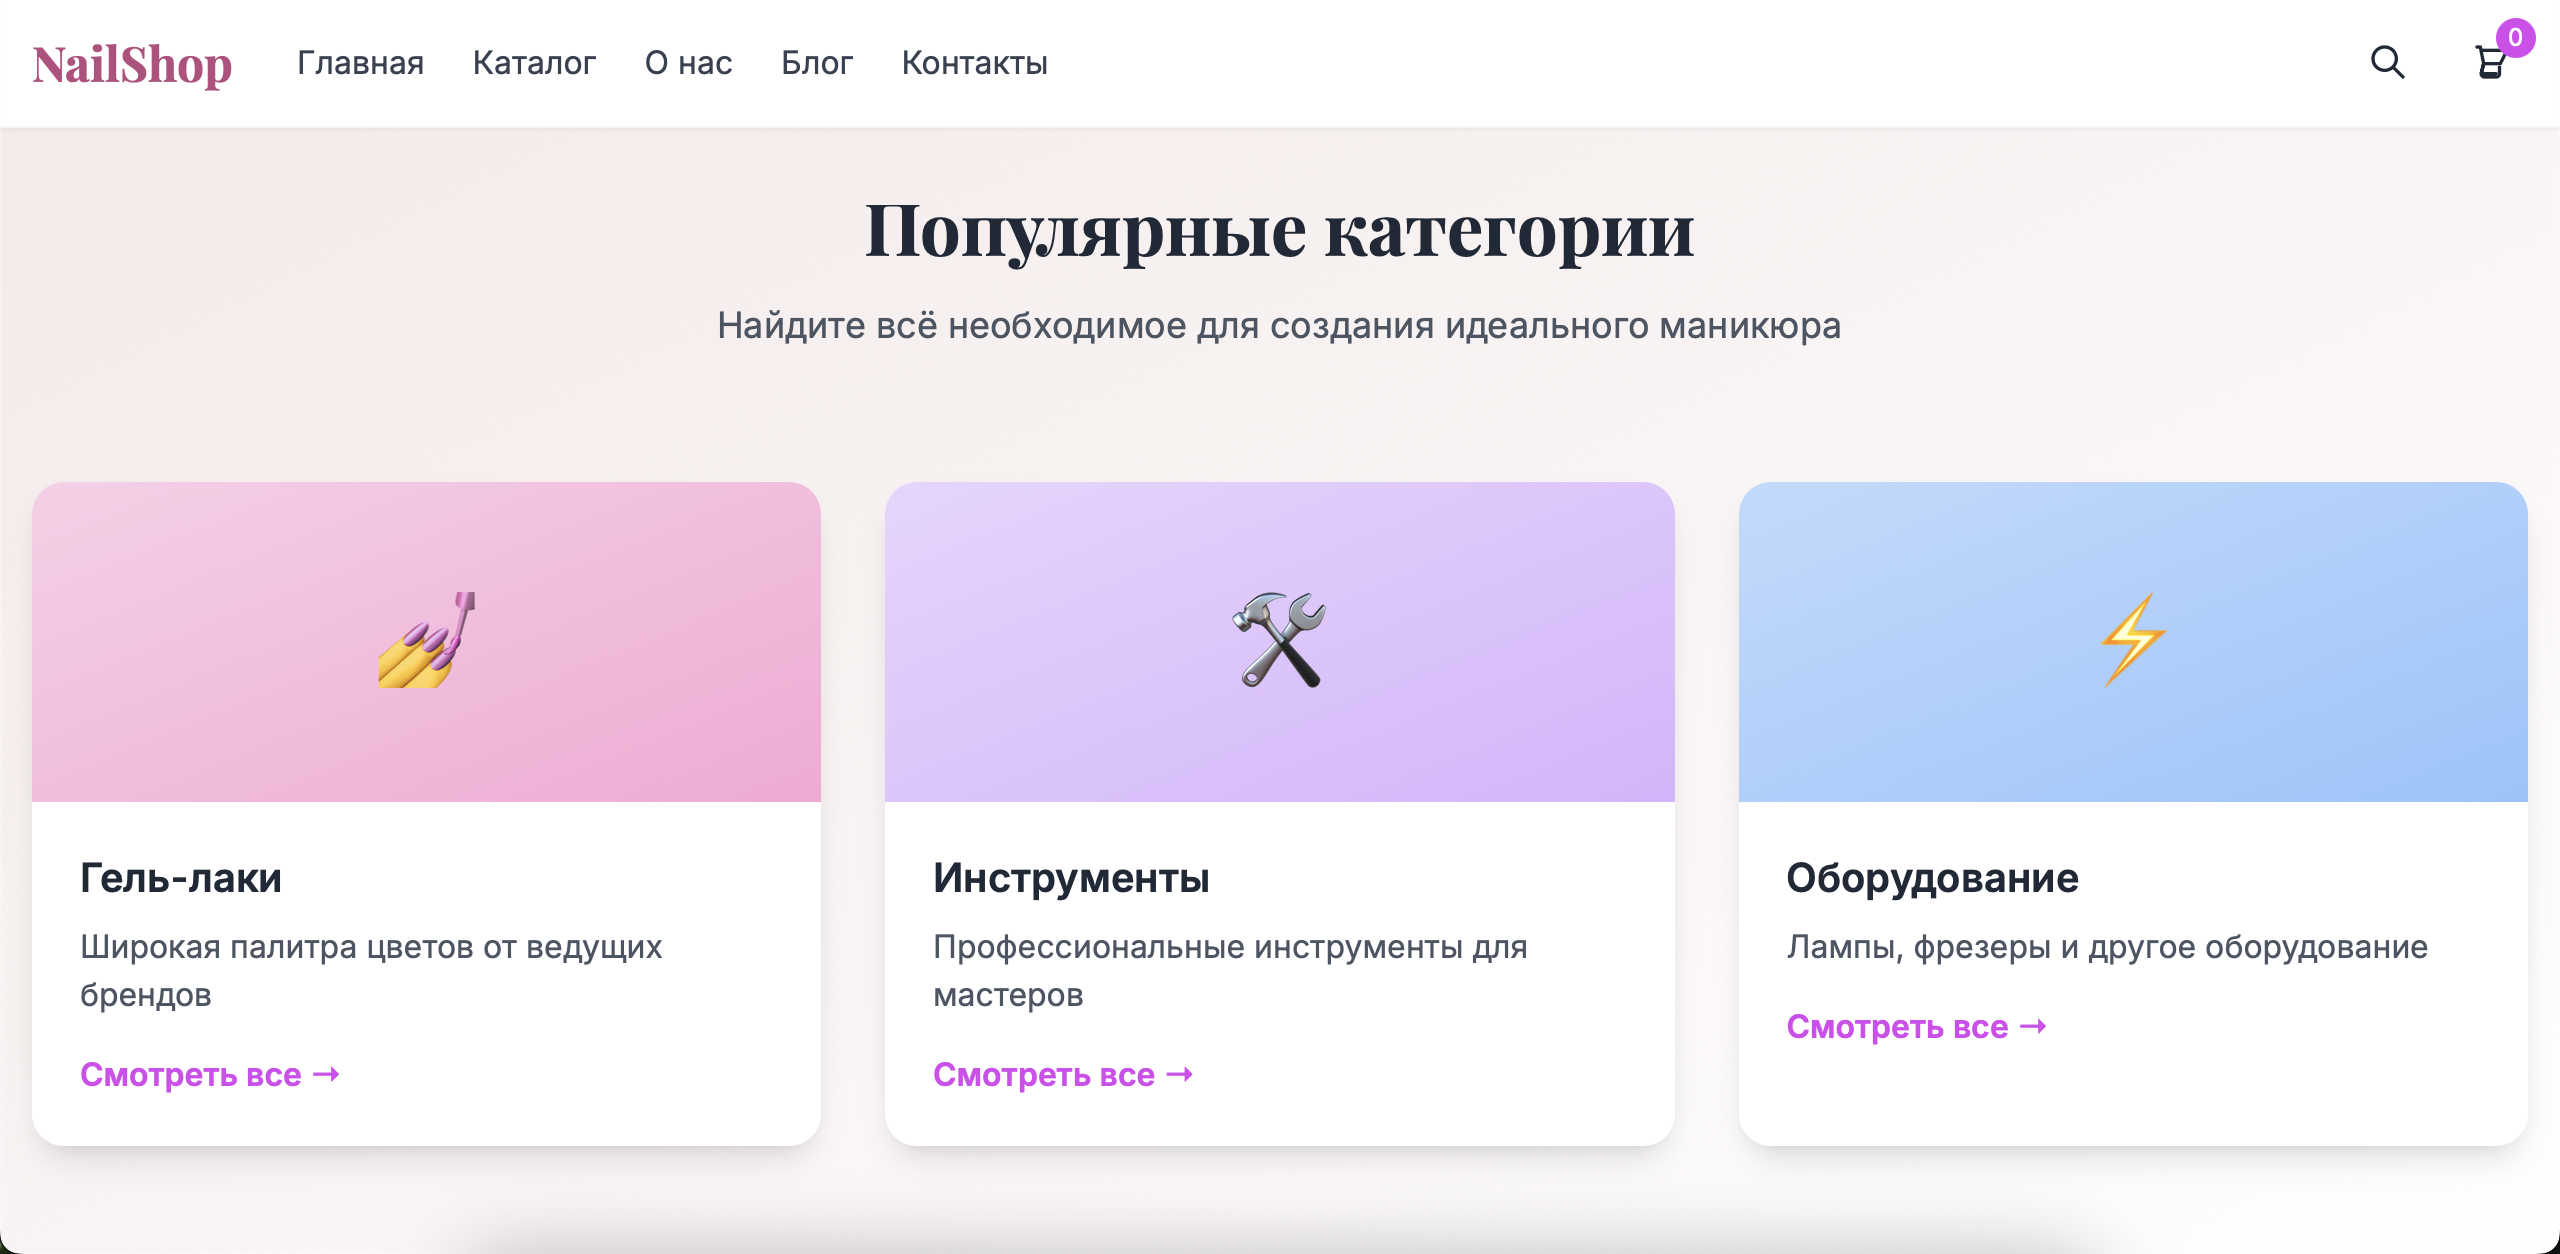 NailShop
Главная
Каталог
О нас
Блог
Контакты
0
Популярные категории
Найдите всё необходимое для создания идеального маникюра
Гель-лаки
Широкая палитра цветов от ведущих
брендов
Смотреть все →
Инструменты
Профессиональные инструменты для
мастеров
Смотреть все →
Оборудование
Лампы, фрезеры и другое оборудование
Смотреть все →